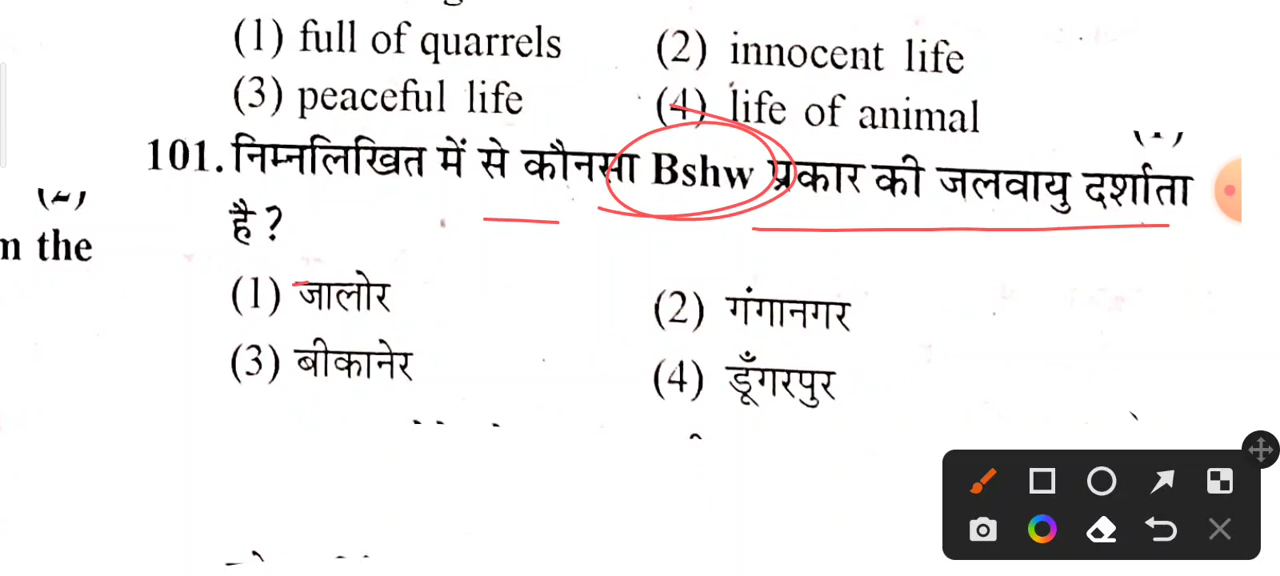 (1) full of quarrels (2) innocent life
(3) peaceful life (4) life of animal
101. निम्नलिखित में से कौनसा Bshw प्रकार की जलवायु दर्शाता
है ?
n the
(1) जालोर (2) गंगानगर
(3) बीकानेर (4) डूँगरपुर